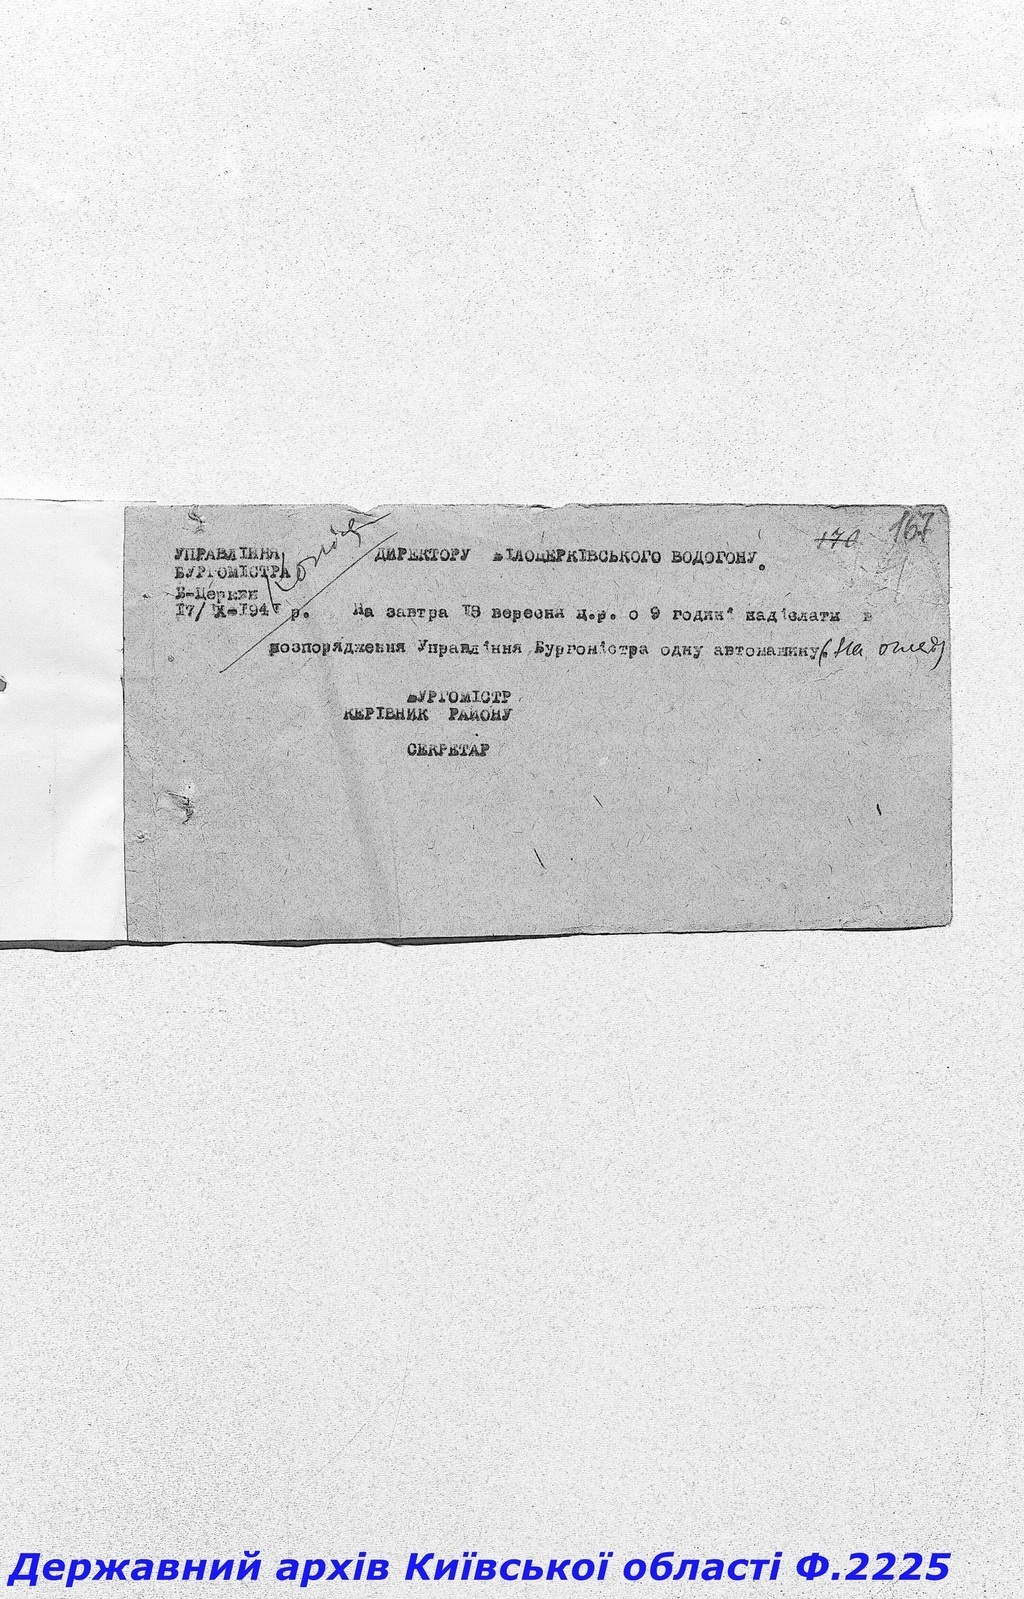 167
170
Копія
УПРАВЛІННЯ ДИРЕКТОРУ БІЛОЦЕРКІВСЬКОГО ВОДОГОНУ.
БУРГОМІСТРА
Б-Церкви
17/ІХ-1941 р. На завтра 18 вересня ц.р. о 9 годині надіслати в
розпорядження Управління Бургомістра одну автомашину (На огляд)
БУРГОМІСТР
КЕРІВНИК РАЙОНУ
СЕКРЕТАР
Державний архів Київської області Ф.2225